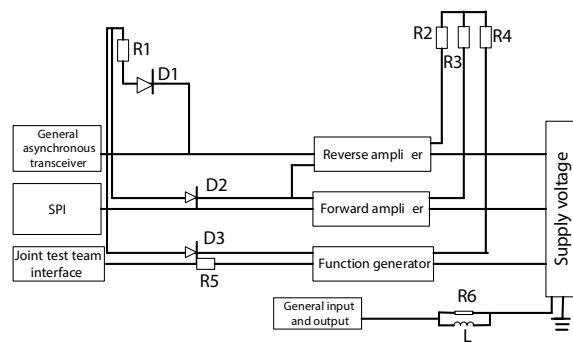 R1
D1
R2
R3
R4
General
asynchronous
transceiver
Reverse ampli er
SPI
D2
Forward ampli er
Supply voltage
Joint test team
interface
D3
R5
Function generator
General input
and output
R6
L